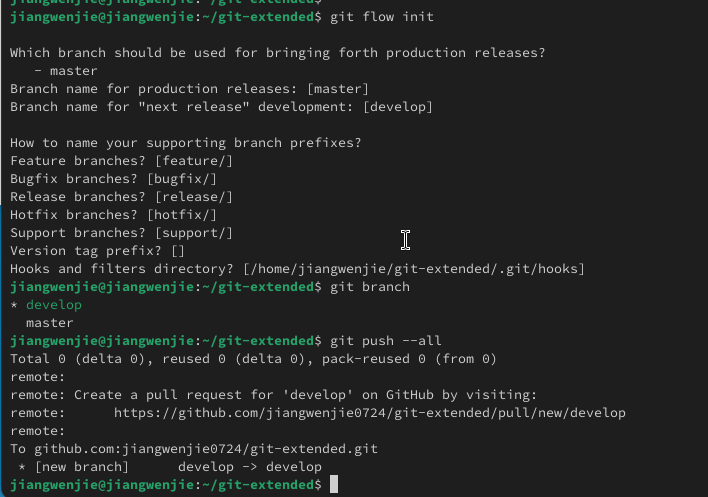 jiangwenjie@jiangwenjie:~/git-extended$
jiangwenjie@jiangwenjie:~/git-extended$ git flow init
Which branch should be used for bringing forth production releases?
   - master
Branch name for production releases: [master]
Branch name for "next release" development: [develop]
How to name your supporting branch prefixes?
Feature branches? [feature/]
Bugfix branches? [bugfix/]
Release branches? [release/]
Hotfix branches? [hotfix/]
Support branches? [support/]
Version tag prefix? []
Hooks and filters directory? [/home/jiangwenjie/git-extended/.git/hooks]
jiangwenjie@jiangwenjie:~/git-extended$ git branch
* develop
  master
jiangwenjie@jiangwenjie:~/git-extended$ git push --all
Total 0 (delta 0), reused 0 (delta 0), pack-reused 0 (from 0)
remote:
remote: Create a pull request for 'develop' on GitHub by visiting:
remote:      https://github.com/jiangwenjie0724/git-extended/pull/new/develop
remote:
To github.com:jiangwenjie0724/git-extended.git
 * [new branch]      develop -> develop
jiangwenjie@jiangwenjie:~/git-extended$